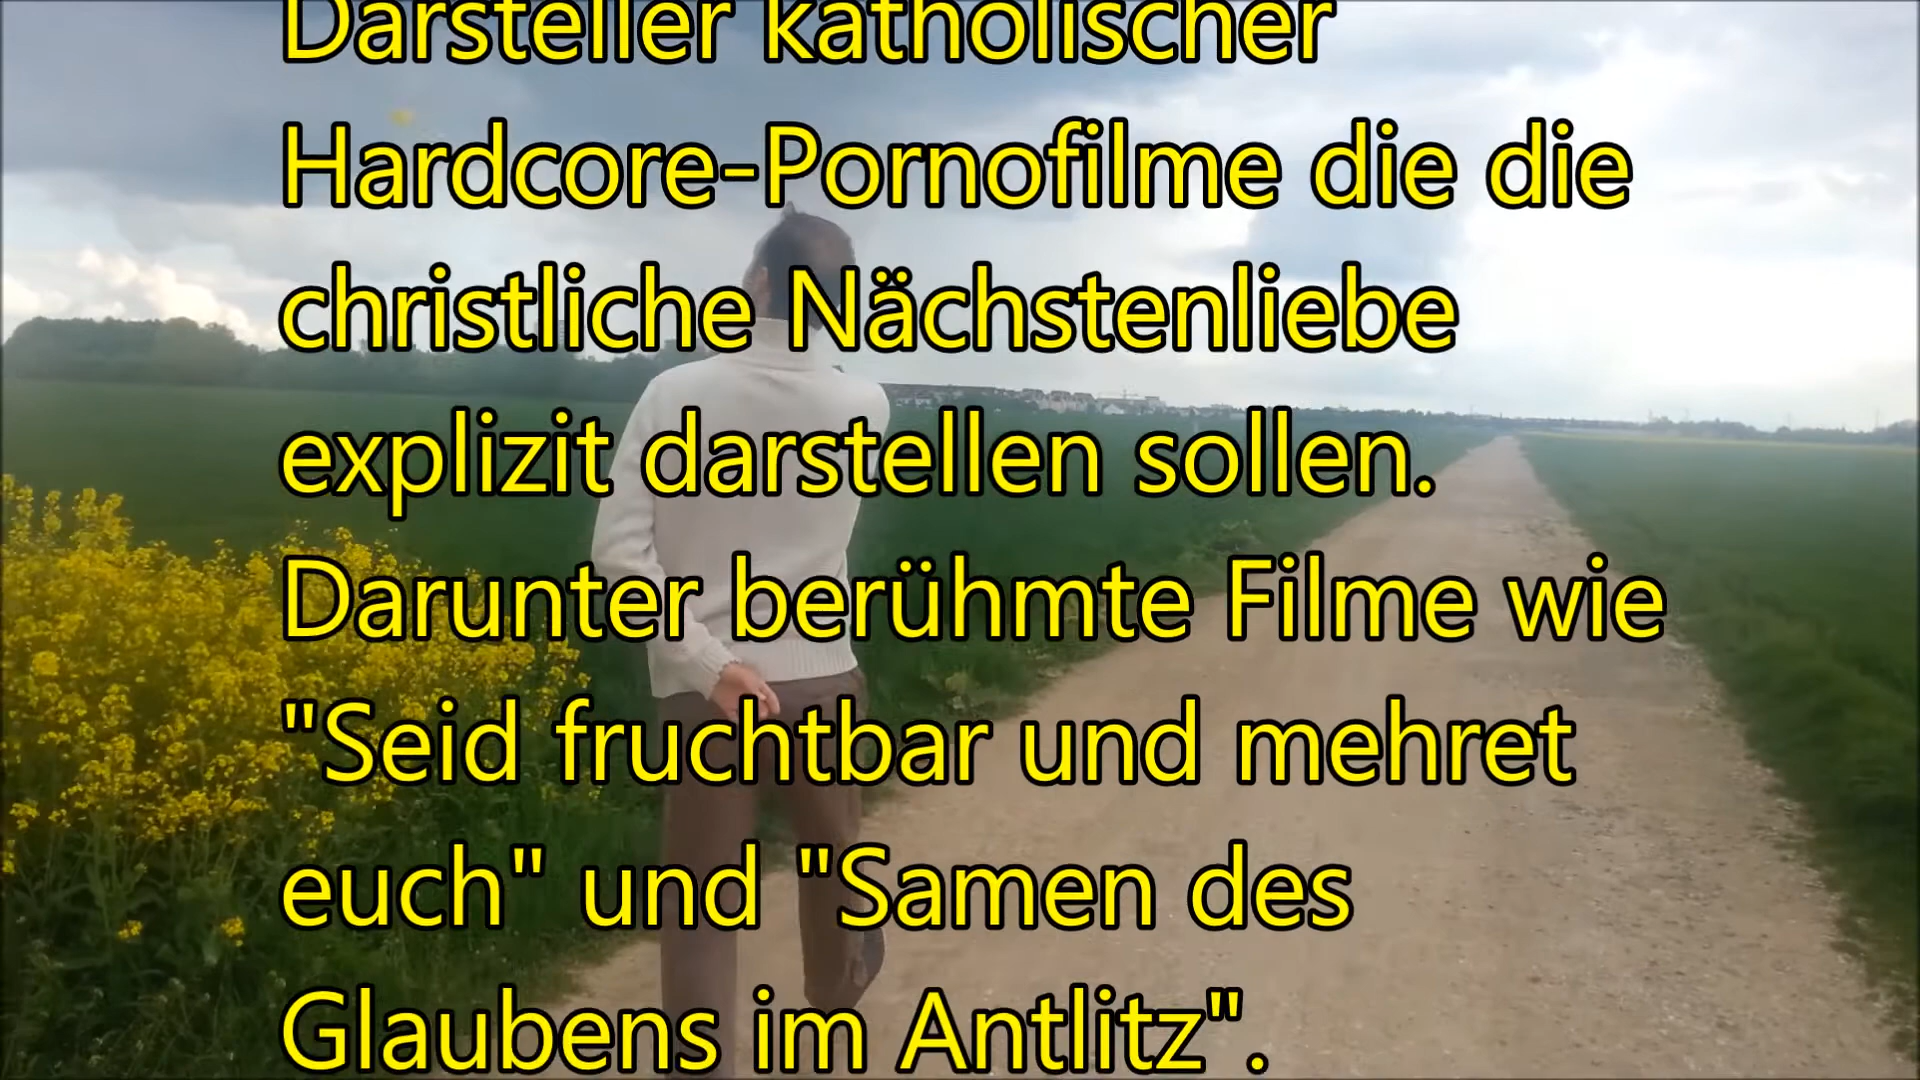 Darsteller katholischer
Hardcore-Pornofilme die die
christliche Nächstenliebe
explizit darstellen sollen.
Darunter berühmte Filme wie
"Seid fruchtbar und mehret
euch" und "Samen des
Glaubens im Antlitz".